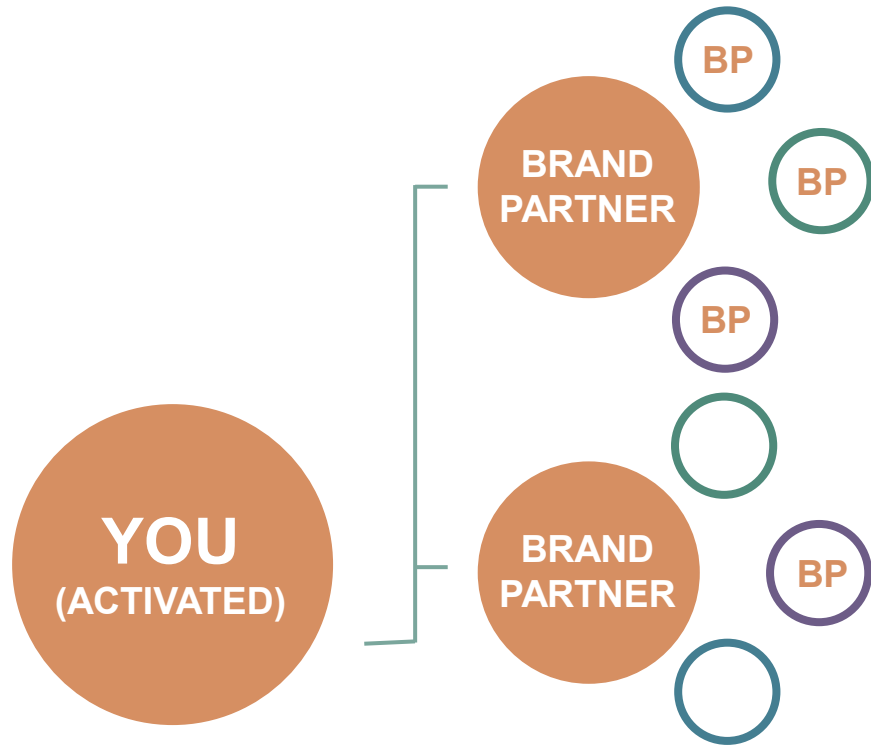 BP
BRAND
PARTNER
BP
BP
YOU
(ACTIVATED)
BRAND
PARTNER
BP